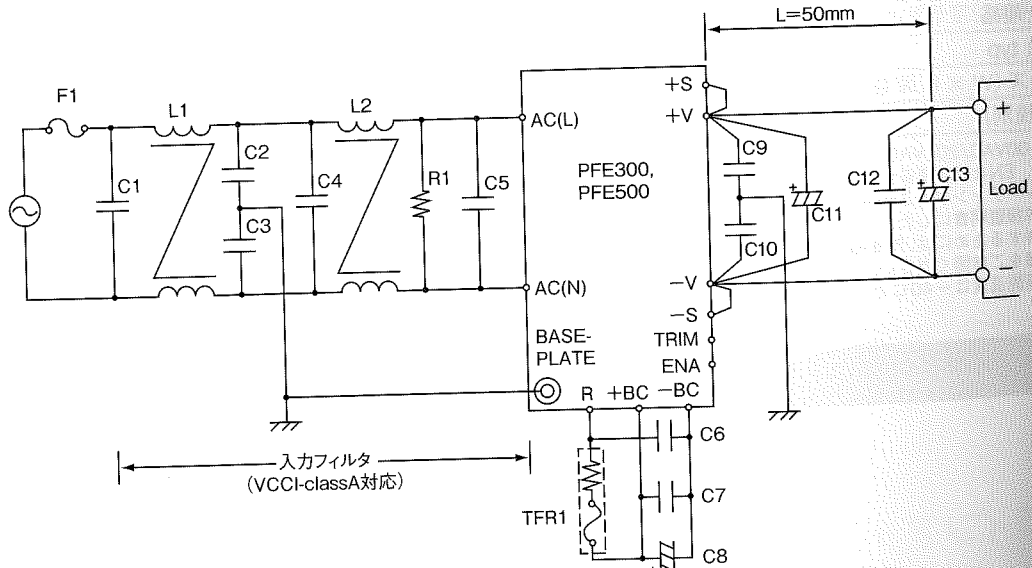 L=50mm
F1
L1
L2
C1
C2
C3
C4
R1
C5
AC(L)
AC(N)
PFE300,
PFE500
BASE-
PLATE
+S
+V
−V
−S
TRIM
ENA
R
+BC
−BC
C9
C10
+
C11
C12
+
C13
+
−
Load
C6
C7
C8
TFR1
入力フィルタ
(VCCI-classA対応)